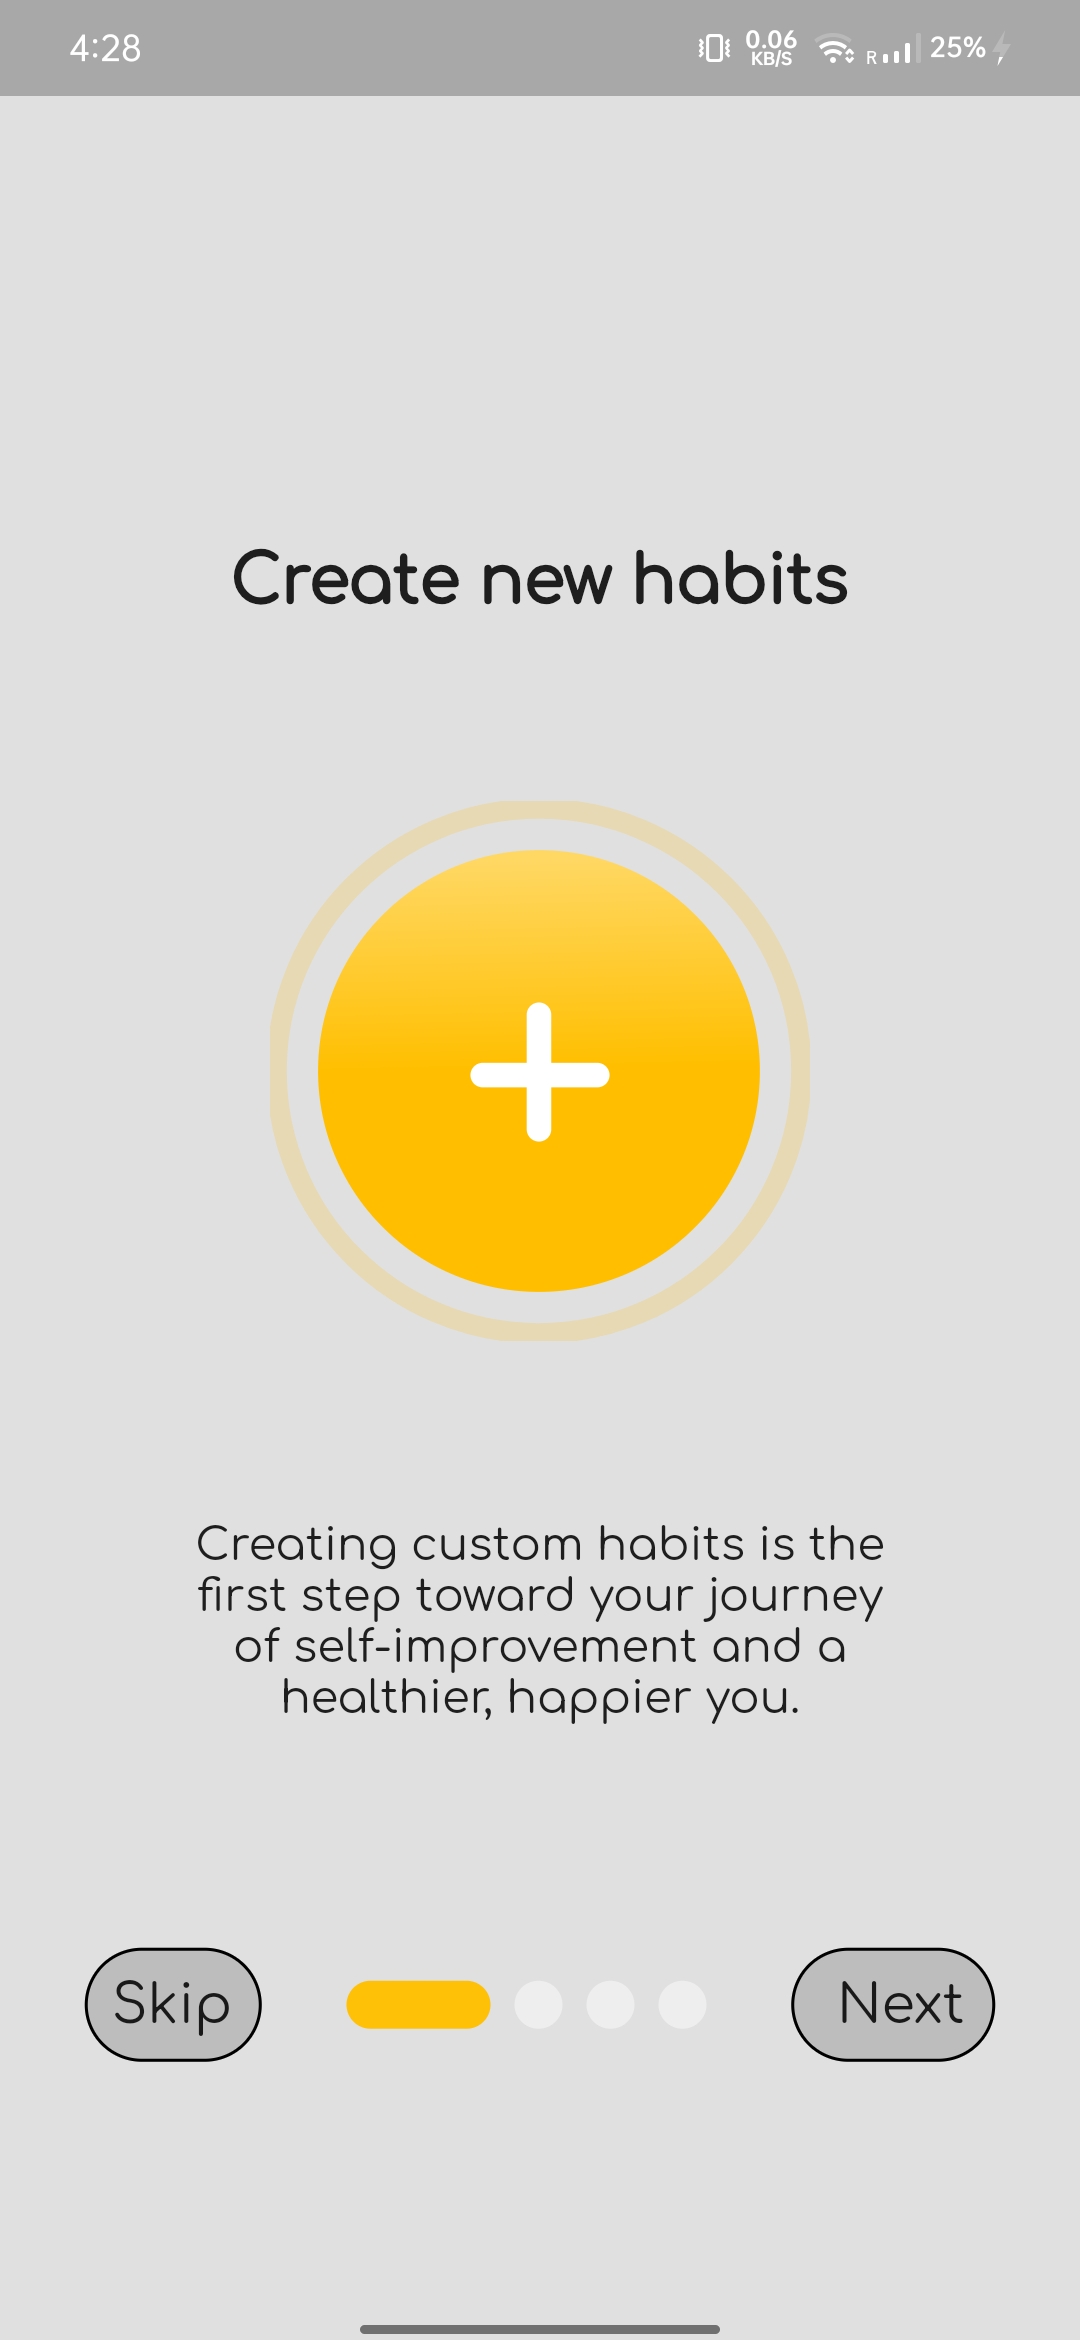 4:28
0.06
KB/S
R
25%
Create new habits
Creating custom habits is the
first step toward your journey
of self-improvement and a
healthier, happier you.
Skip
Next